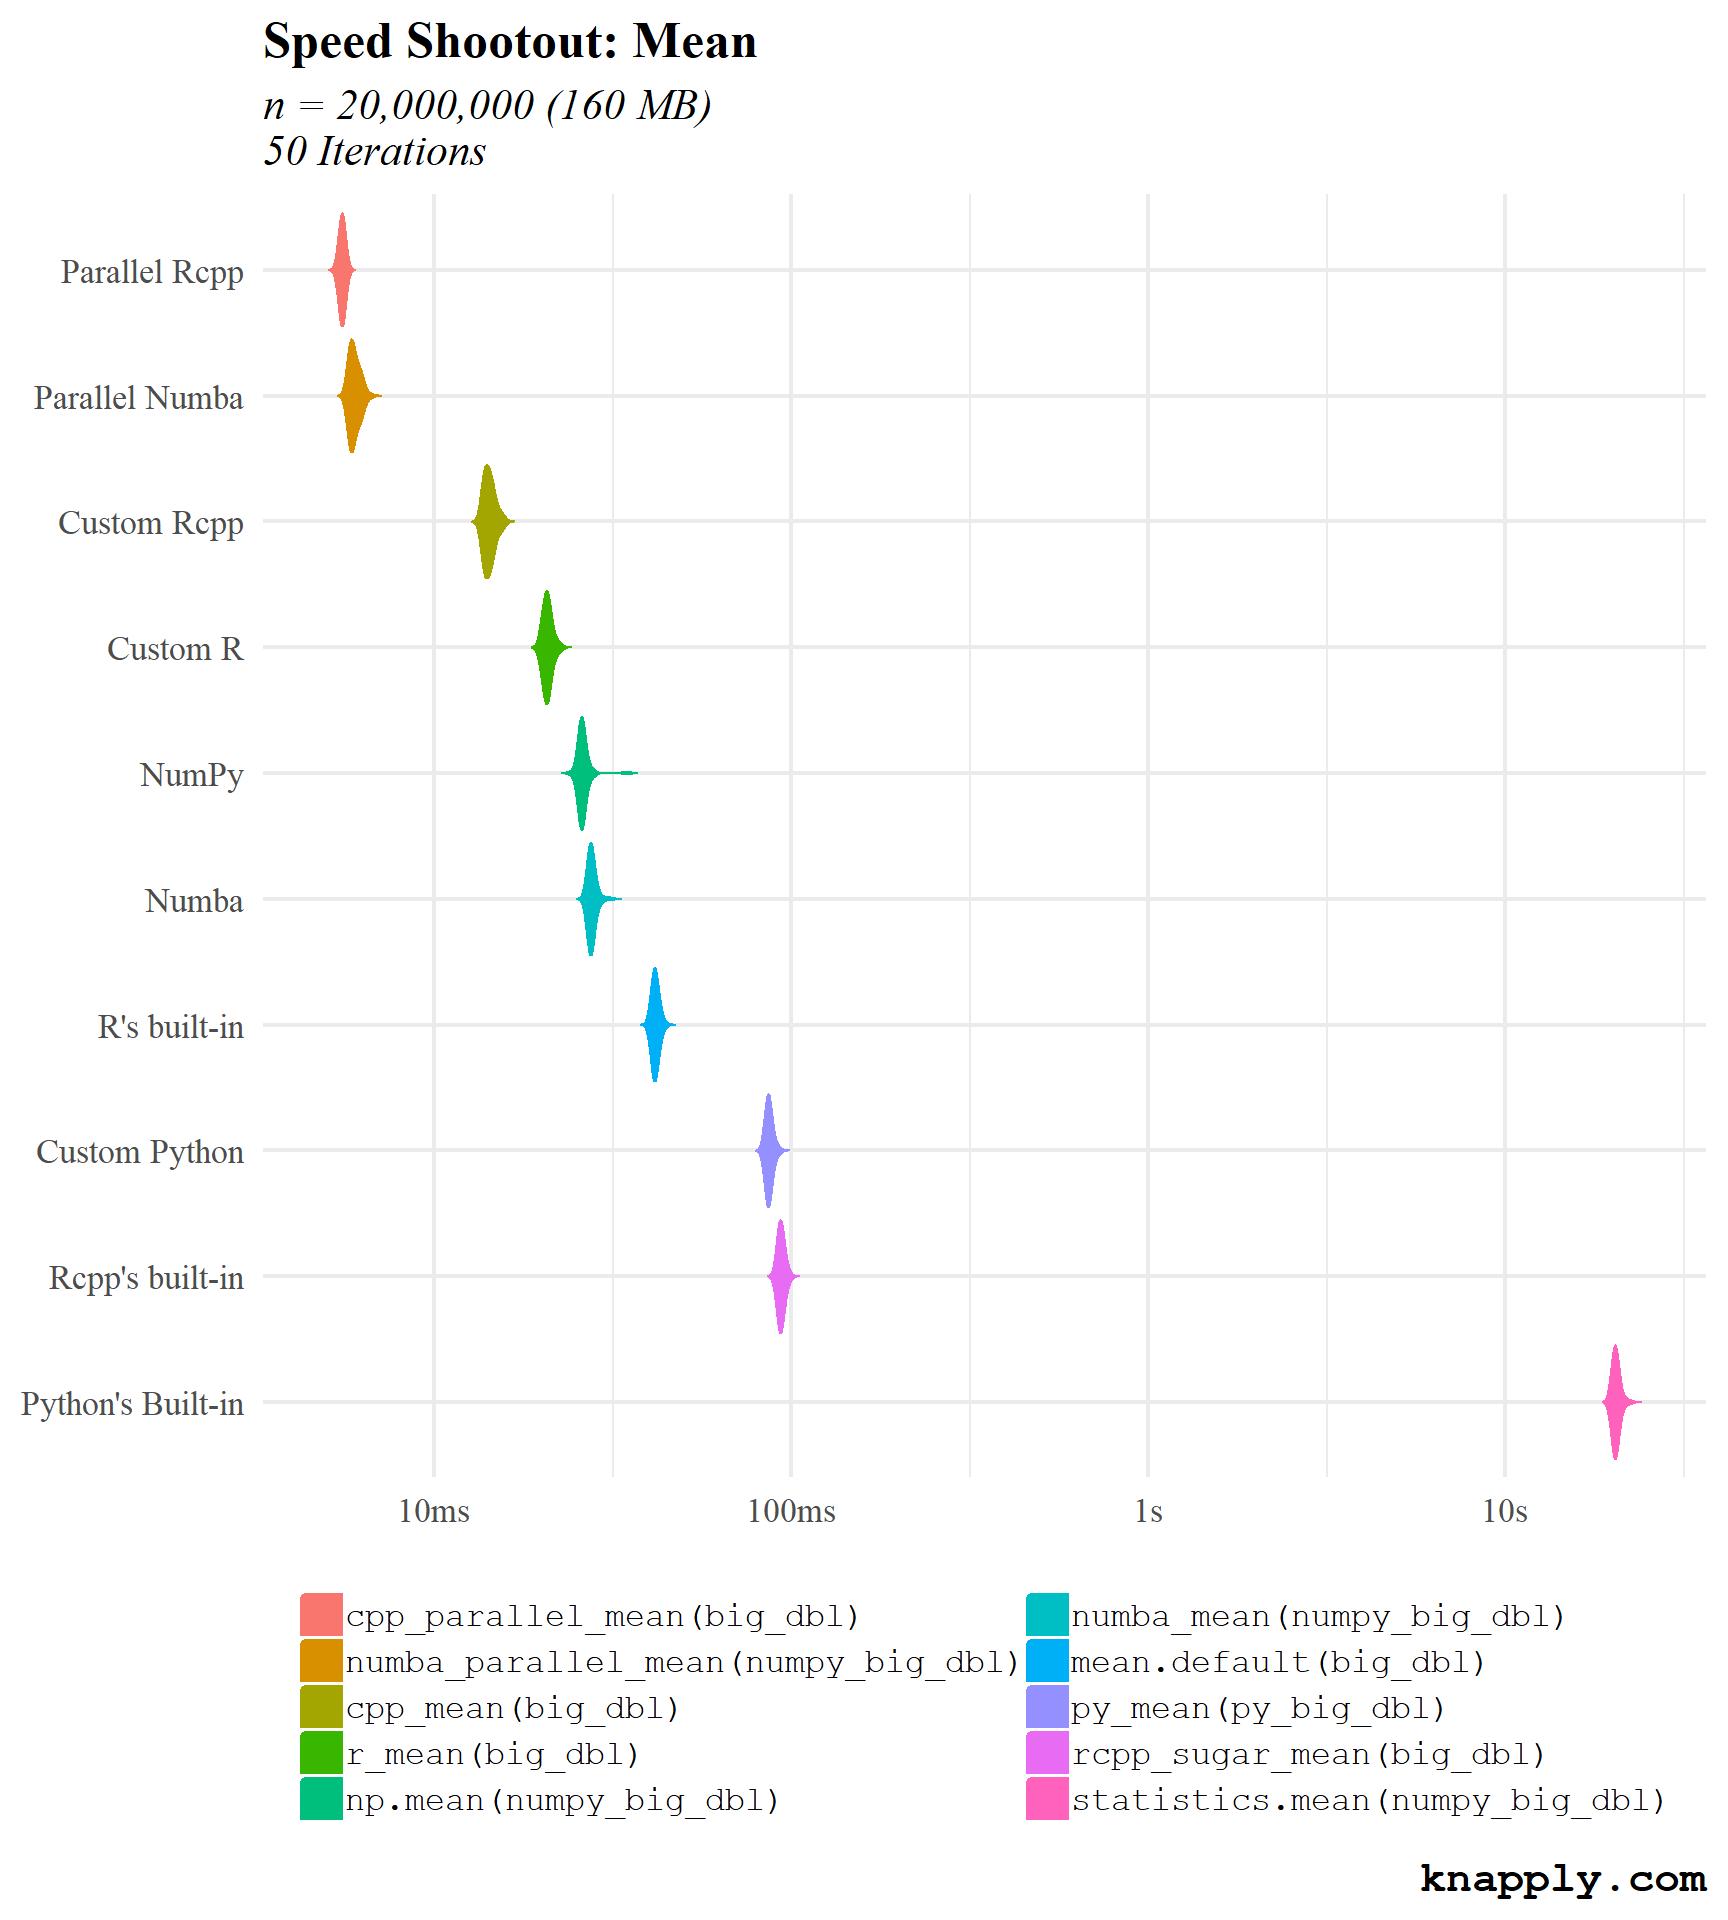 Speed Shootout: Mean
n = 20,000,000 (160 MB)
50 Iterations
Parallel Rcpp
Parallel Numba
Custom Rcpp
Custom R
NumPy
Numba
R's built-in
Custom Python
Rcpp's built-in
Python's Built-in
10ms 100ms 1s 10s
cpp_parallel_mean(big_dbl)
numba_parallel_mean(numpy_big_dbl)
cpp_mean(big_dbl)
r_mean(big_dbl)
np.mean(numpy_big_dbl)
numba_mean(numpy_big_dbl)
mean.default(big_dbl)
py_mean(py_big_dbl)
rcpp_sugar_mean(big_dbl)
statistics.mean(numpy_big_dbl)
knapply.com